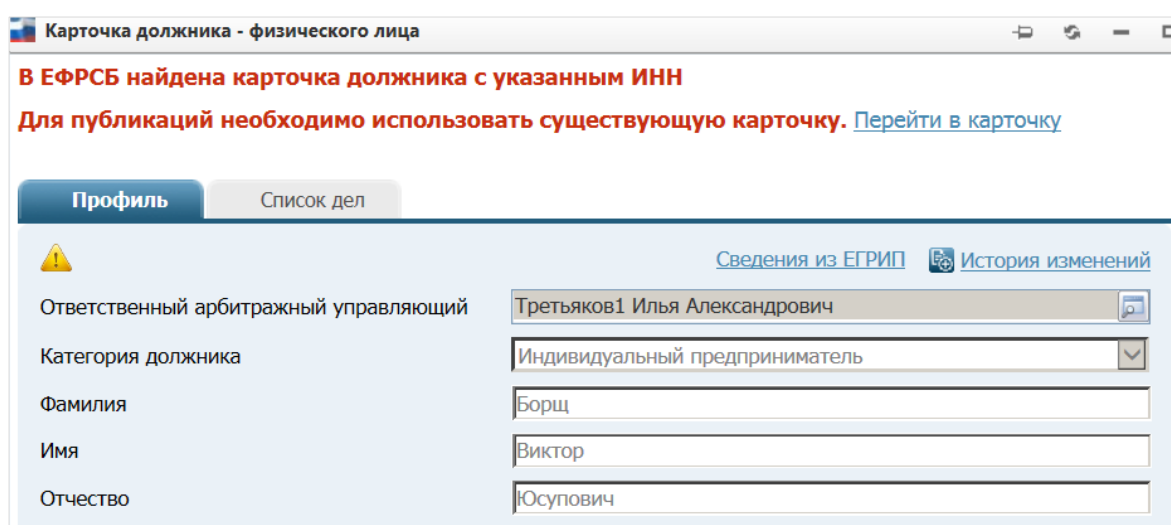 Карточка должника - физического лица
В ЕФРСБ найдена карточка должника с указанным ИНН
Для публикаций необходимо использовать существующую карточку. Перейти в карточку
Профиль Список дел
Сведения из ЕГРИП История изменений
Ответственный арбитражный управляющий Третьяков1 Илья Александрович
Категория должника Индивидуальный предприниматель
Фамилия Борщ
Имя Виктор
Отчество Юсупович